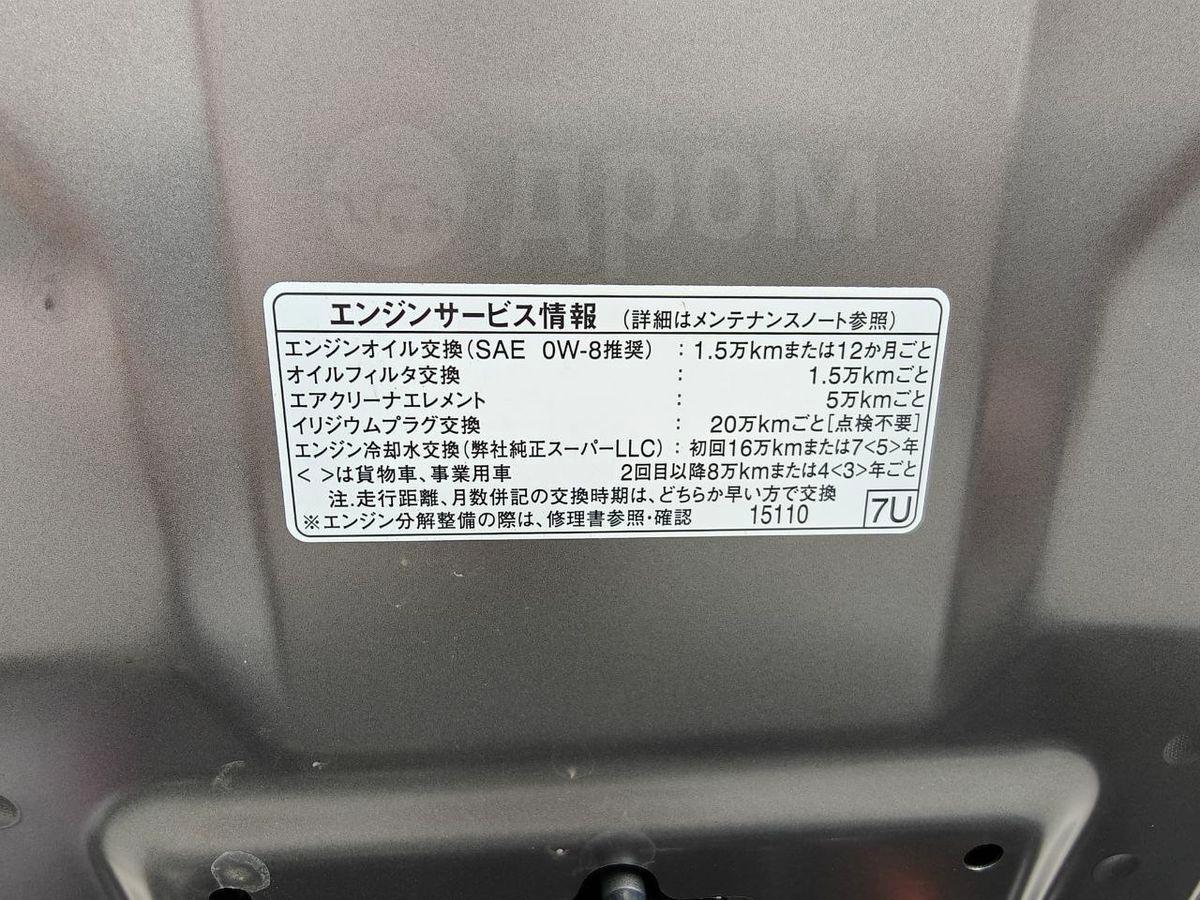 дром
エンジンサービス情報 (詳細はメンテナンスノート参照)
エンジンオイル交換(SAE 0W-8推奨) : 1.5万kmまたは12か月ごと
オイルフィルタ交換 : 1.5万kmごと
エアクリーナエレメント : 5万kmごと
イリジウムプラグ交換 : 20万kmごと[点検不要]
エンジン冷却水交換(弊社純正スーパーLLC) : 初回16万kmまたは7<5>年
< >は貨物車、事業用車 2回目以降8万kmまたは4<3>年ごと
注.走行距離、月数併記の交換時期は、どちらか早い方で交換
※エンジン分解整備の際は、修理書参照・確認 15110 7U